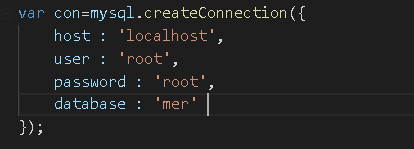 var con=mysql.createConnection({
host : 'localhost',
user : 'root',
password : 'root',
database : 'mer'
});